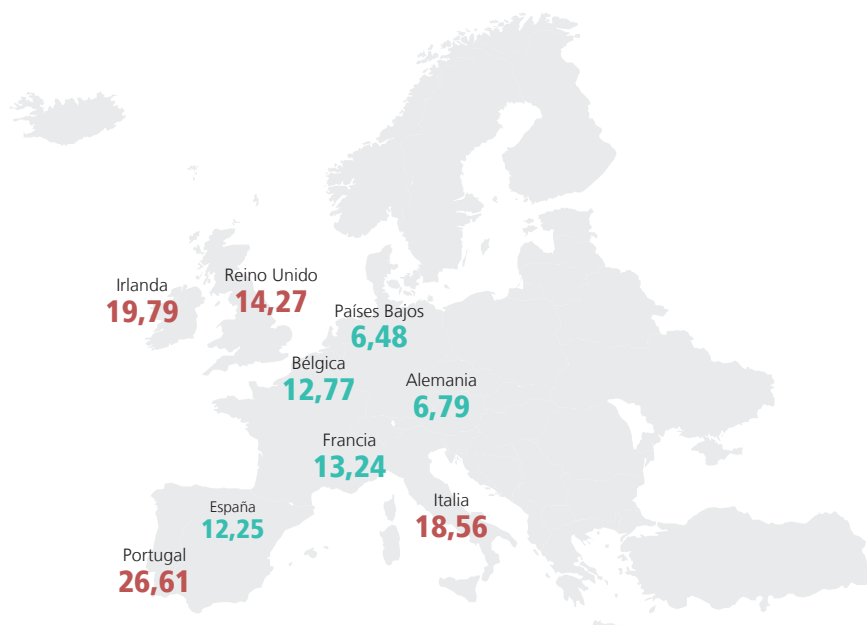 Reino Unido
14,27
Irlanda
19,79
Países Bajos
6,48
Bélgica
12,77
Alemania
6,79
Francia
13,24
Italia
18,56
España
12,25
Portugal
26,61